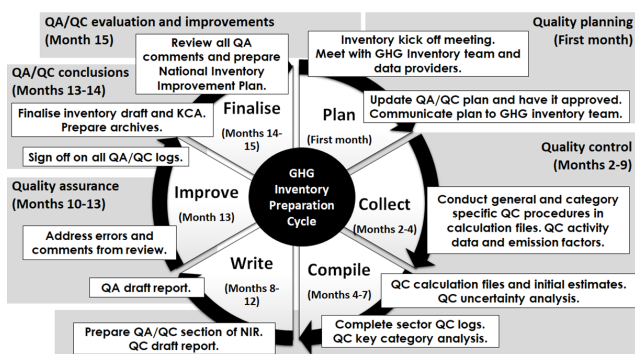 QA/QC evaluation and improvements
(Month 15)
Quality planning
(First month)
Review all QA
comments and prepare
National Inventory
Improvement Plan.
Inventory kick off meeting.
Meet with GHG Inventory team and
data providers.
QA/QC conclusions
(Months 13-14)
Finalise inventory draft and KCA.
Prepare archives.
Finalise
(Months 14-
15)
Plan
(First month)
Update QA/QC plan and have it approved.
Communicate plan to GHG inventory team.
Sign off on all QA/QC logs.
Quality control
(Months 2-9)
GHG
Inventory
Preparation
Cycle
Quality assurance
(Months 10-13)
Improve
(Month 13)
Collect
(Months 2-4)
Conduct general and category
specific QC procedures in
calculation files. QC activity
data and emission factors.
Address errors and
comments from review.
Write
(Months 8-
12)
Compile
(Months 4-7)
QA draft report.
QC calculation files and initial estimates.
QC uncertainty analysis.
Prepare QA/QC section of NIR.
QC draft report.
Complete sector QC logs.
QC key category analysis.